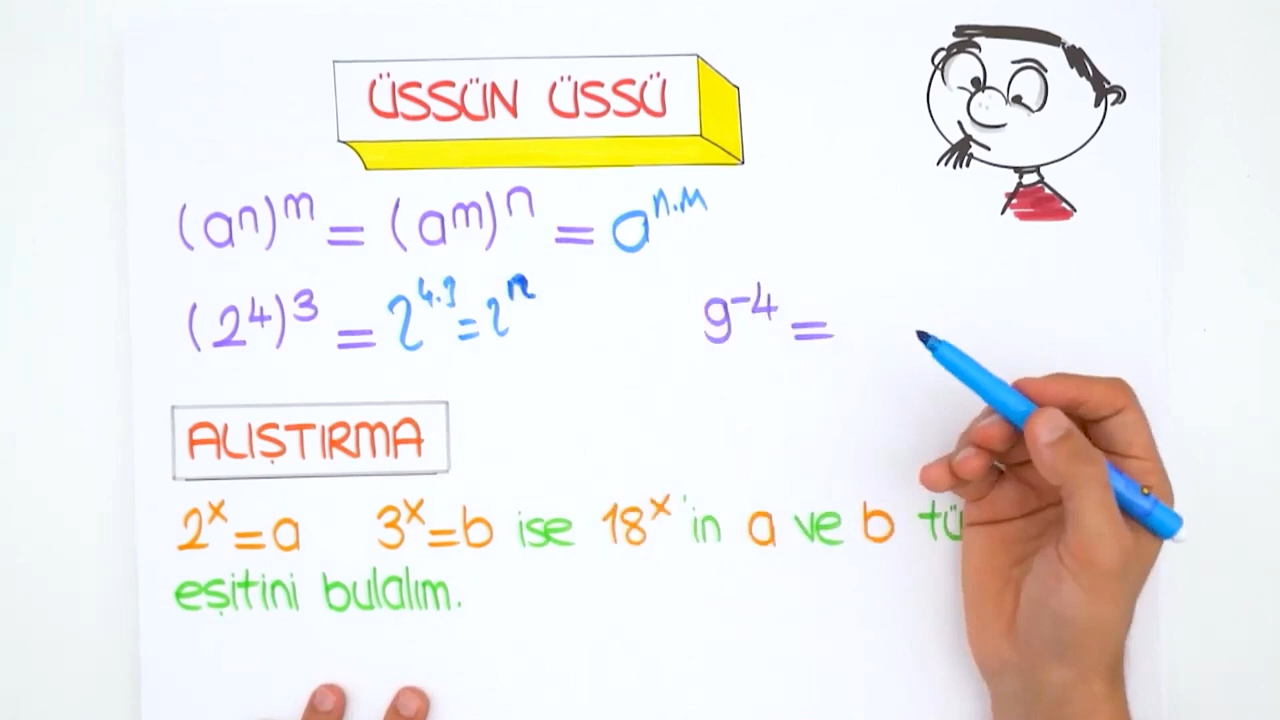 ÜSSÜN ÜSSÜ
(aⁿ)ᵐ = (aᵐ)ⁿ = aⁿ·ᵐ
(2⁴)³ = 2⁴·³ = 2¹² 9⁻⁴ =
ALIŞTIRMA
2ˣ = a 3ˣ = b ise 18ˣ in a ve b tü
eşitini bulalım.